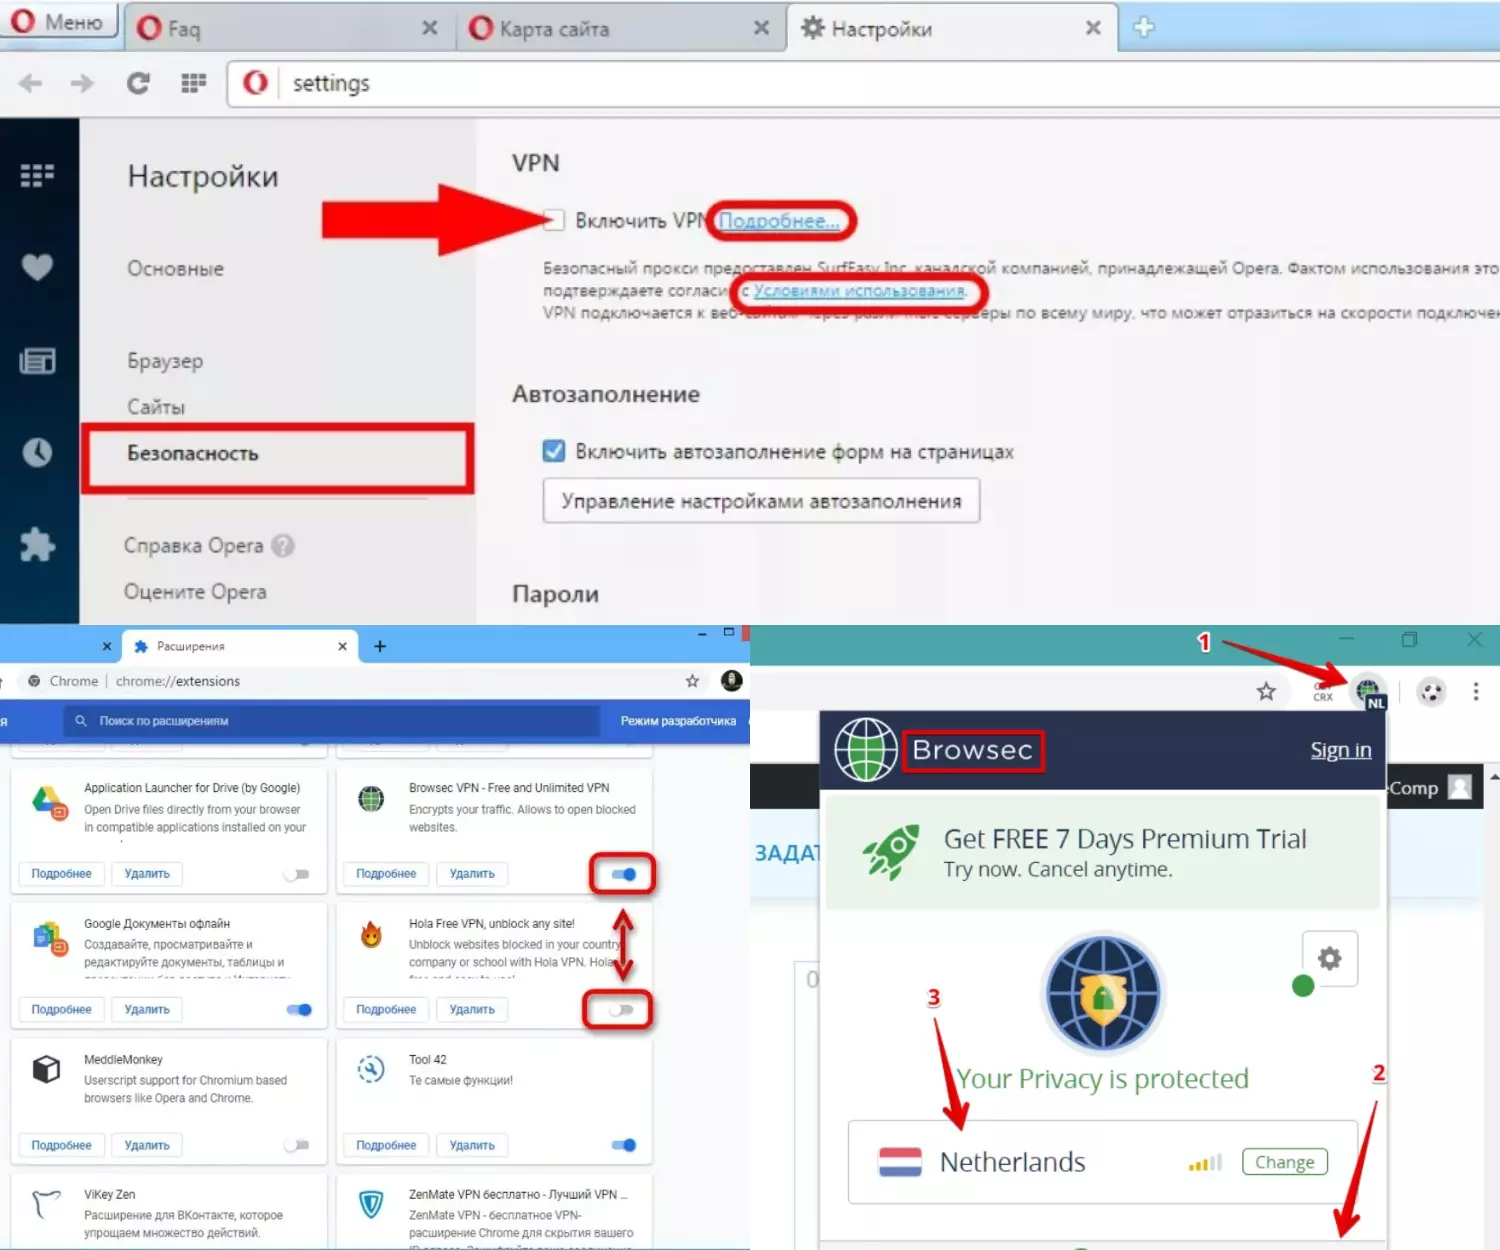 Меню
Faq
Карта сайта
Настройки
settings
Настройки
Основные
Браузер
Сайты
Безопасность
Справка Opera ?
Оцените Opera
VPN
Включить VPN Подробнее...
Безопасный прокси предоставлен SurfEasy Inc. канадской компанией, принадлежащей Opera. Фактом использования это
подтверждаете согласие с Условиями использования.
VPN подключается к веб-сайтам через различные серверы по всему миру, что может отразиться на скорости подключен
Автозаполнение
Включить автозаполнение форм на страницах
Управление настройками автозаполнения
Пароли
Расширения
Chrome | chrome://extensions
я
Поиск по расширениям
Режим разработчика
Application Launcher for Drive (by Google)
Open Drive files directly from your browser
in compatible applications installed on your
Подробнее
Удалить
Browsec VPN - Free and Unlimited VPN
Encrypts your traffic. Allows to open blocked
websites.
Подробнее
Удалить
Google Документы офлайн
Создавайте, просматривайте и
редактируйте документы, таблицы и
Подробнее
Удалить
Hola Free VPN, unblock any site!
Unblock websites blocked in your country,
company or school with Hola VPN. Hola
Подробнее
Удалить
MeddleMonkey
Userscript support for Chromium based
browsers like Opera and Chrome.
Подробнее
Удалить
Tool 42
Те самые функции!
Подробнее
Удалить
ViKey Zen
Расширение для ВКонтакте, которое
упрощаем множество действий.
ZenMate VPN бесплатно - Лучший VPN ...
ZenMate VPN - бесплатное VPN-
расширение Chrome для скрытия вашего
1
CRX
NL
Browsec
Sign in
eComp
ЗАДАТ
Get FREE 7 Days Premium Trial
Try now. Cancel anytime.
3
Your Privacy is protected
2
Netherlands
Change